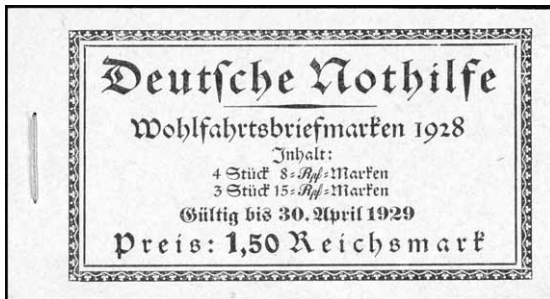 Deutsche Nothilfe
Wohlfahrtsbriefmarken 1928
Inhalt:
4 Stück 8=Rpf=Marken
3 Stück 15=Rpf=Marken
Gültig bis 30. April 1929
Preis: 1,50 Reichsmark